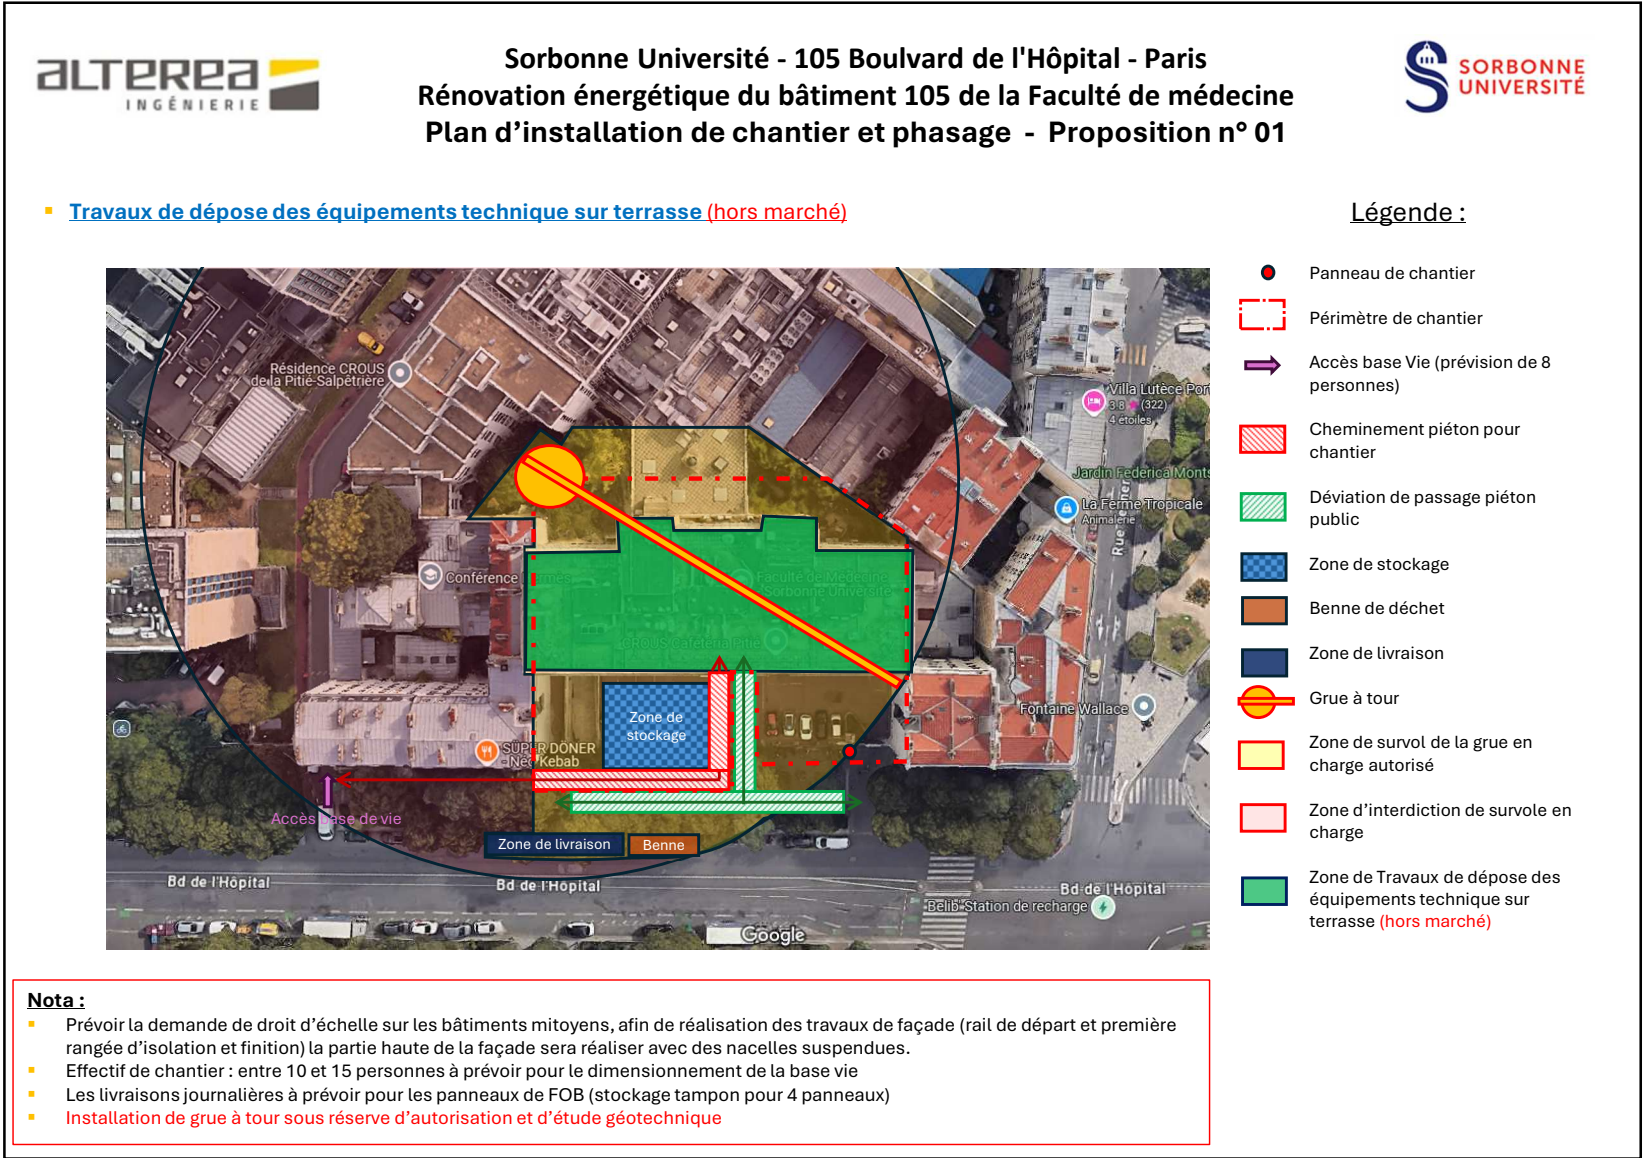 ALTEREA
INGÉNIERIE
Sorbonne Université - 105 Boulvard de l'Hôpital - Paris
Rénovation énergétique du bâtiment 105 de la Faculté de médecine
Plan d’installation de chantier et phasage - Proposition n° 01
SORBONNE
UNIVERSITÉ
Travaux de dépose des équipements technique sur terrasse (hors marché)
Légende :
Panneau de chantier
Périmètre de chantier
Accès base Vie (prévision de 8
personnes)
Cheminement piéton pour
chantier
Déviation de passage piéton
public
Zone de stockage
Benne de déchet
Zone de livraison
Grue à tour
Zone de survol de la grue en
charge autorisé
Zone d’interdiction de survole en
charge
Zone de Travaux de dépose des
équipements technique sur
terrasse (hors marché)
Résidence CROUS
de la Pitié-Salpêtrière
Villa Lutèce Port
3.8 (322)
4 étoiles
Jardin Federica Monts
La Ferme Tropicale
Animalerie
Conférence
Faculté de Médecine
Sorbonne Université
CROUS Cafétéria Pitié
Fontaine Wallace
Zone de
stockage
SUPER DÖNER
- Néo Kebab
Accès base de vie
Zone de livraison
Benne
Bd de l'Hôpital
Bd de l'Hôpital
Bd de l'Hôpital
Belib' Station de recharge
Google
Nota :
Prévoir la demande de droit d’échelle sur les bâtiments mitoyens, afin de réalisation des travaux de façade (rail de départ et première
rangée d’isolation et finition) la partie haute de la façade sera réaliser avec des nacelles suspendues.
Effectif de chantier : entre 10 et 15 personnes à prévoir pour le dimensionnement de la base vie
Les livraisons journalières à prévoir pour les panneaux de FOB (stockage tampon pour 4 panneaux)
Installation de grue à tour sous réserve d’autorisation et d’étude géotechnique